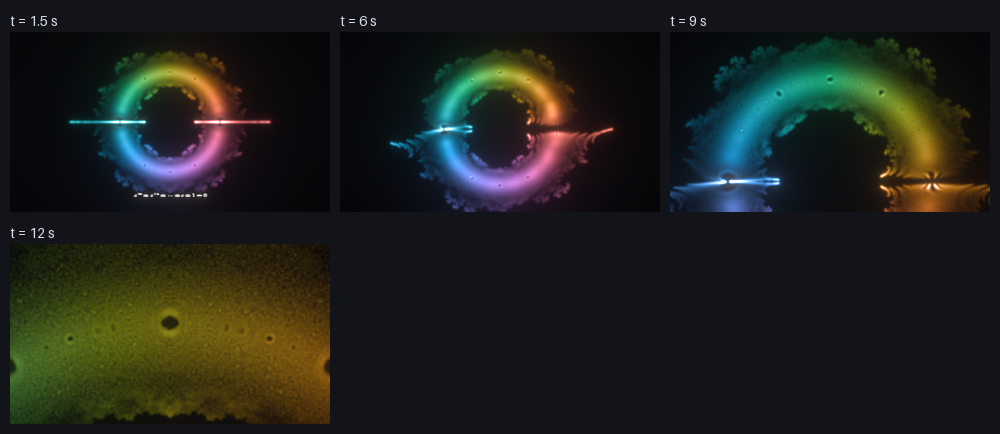 t = 1.5 s
t = 6 s
t = 9 s
t = 12 s